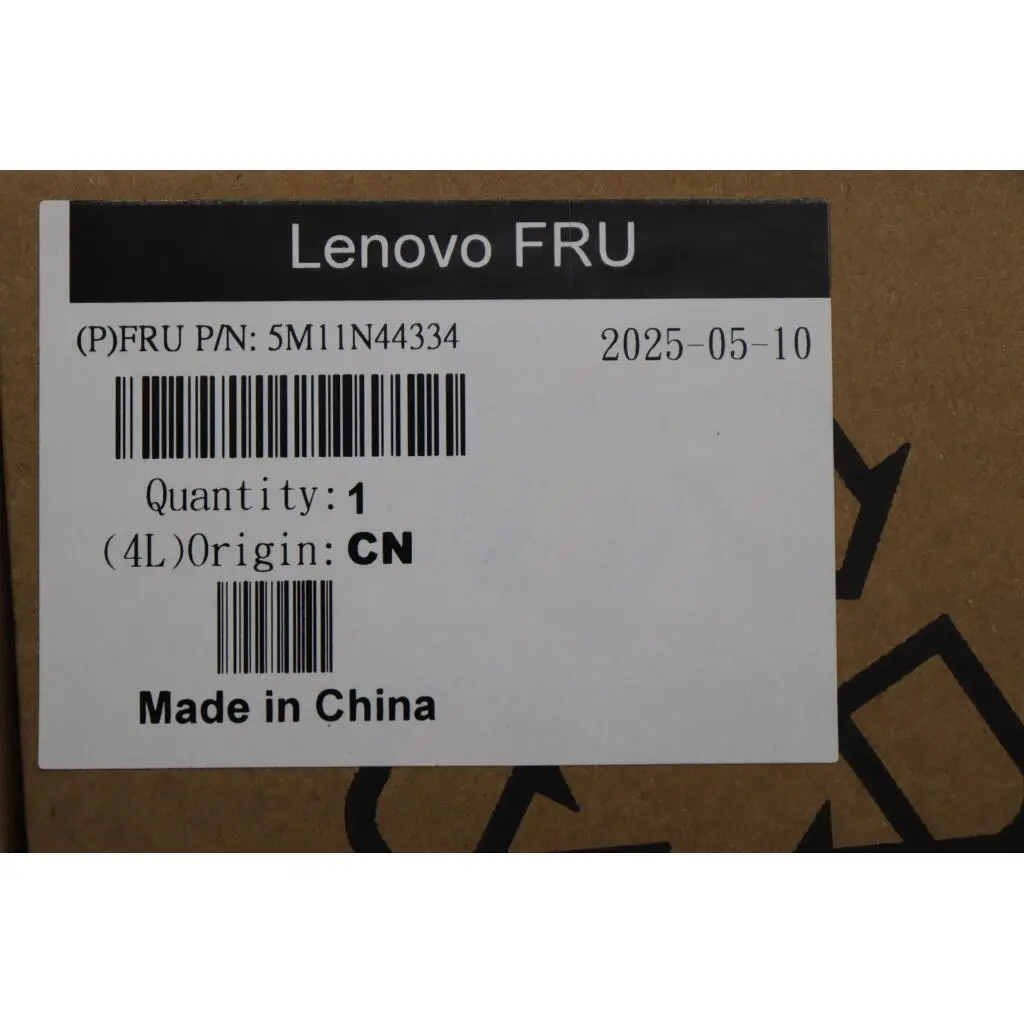 Lenovo FRU
(P)FRU P/N: 5M11N44334
2025-05-10
Quantity: 1
(4L)Origin: CN
Made in China